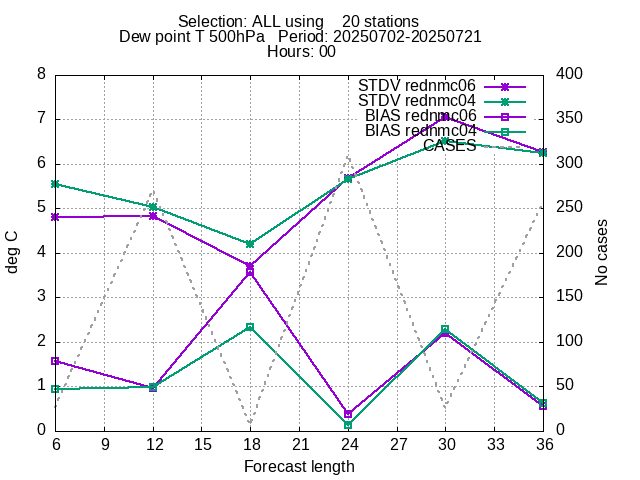 Selection: ALL using    20 stations
Dew point T 500hPa   Period: 20250702-20250721
Hours: 00
STDV rednmc06
STDV rednmc04
BIAS rednmc06
BIAS rednmc04
CASES
8
7
6
5
4
3
2
1
0
deg C
400
350
300
250
200
150
100
50
0
No cases
6 9 12 15 18 21 24 27 30 33 36
Forecast length